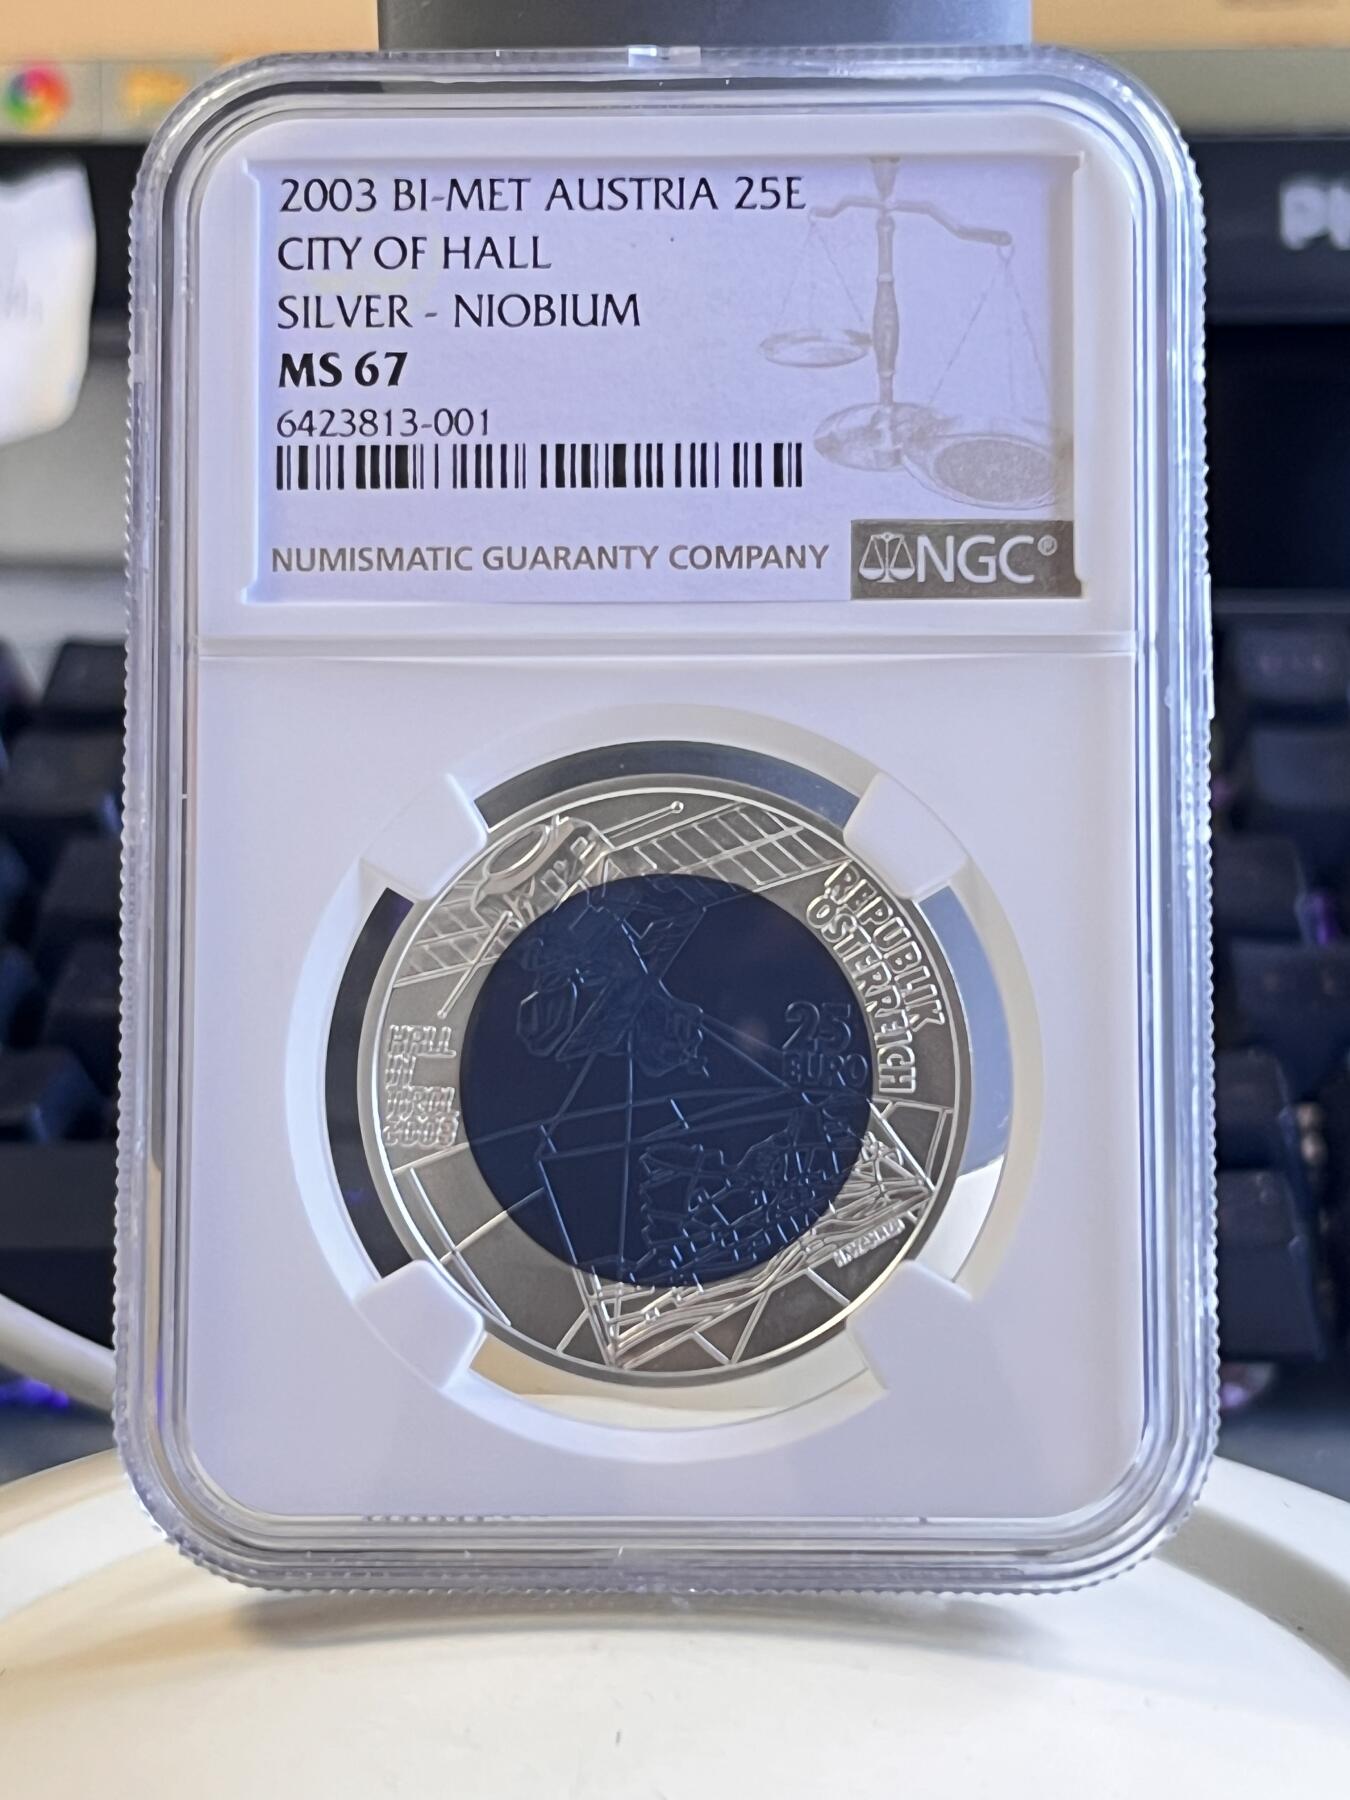 2003 BI-MET AUSTRIA 25E
CITY OF HALL
SILVER - NIOBIUM
MS 67
6423813-001
NUMISMATIC GUARANTY COMPANY
NGC
REPUBLIK
ÖSTERREICH
25
EURO
HALL
IN
TIROL
2003